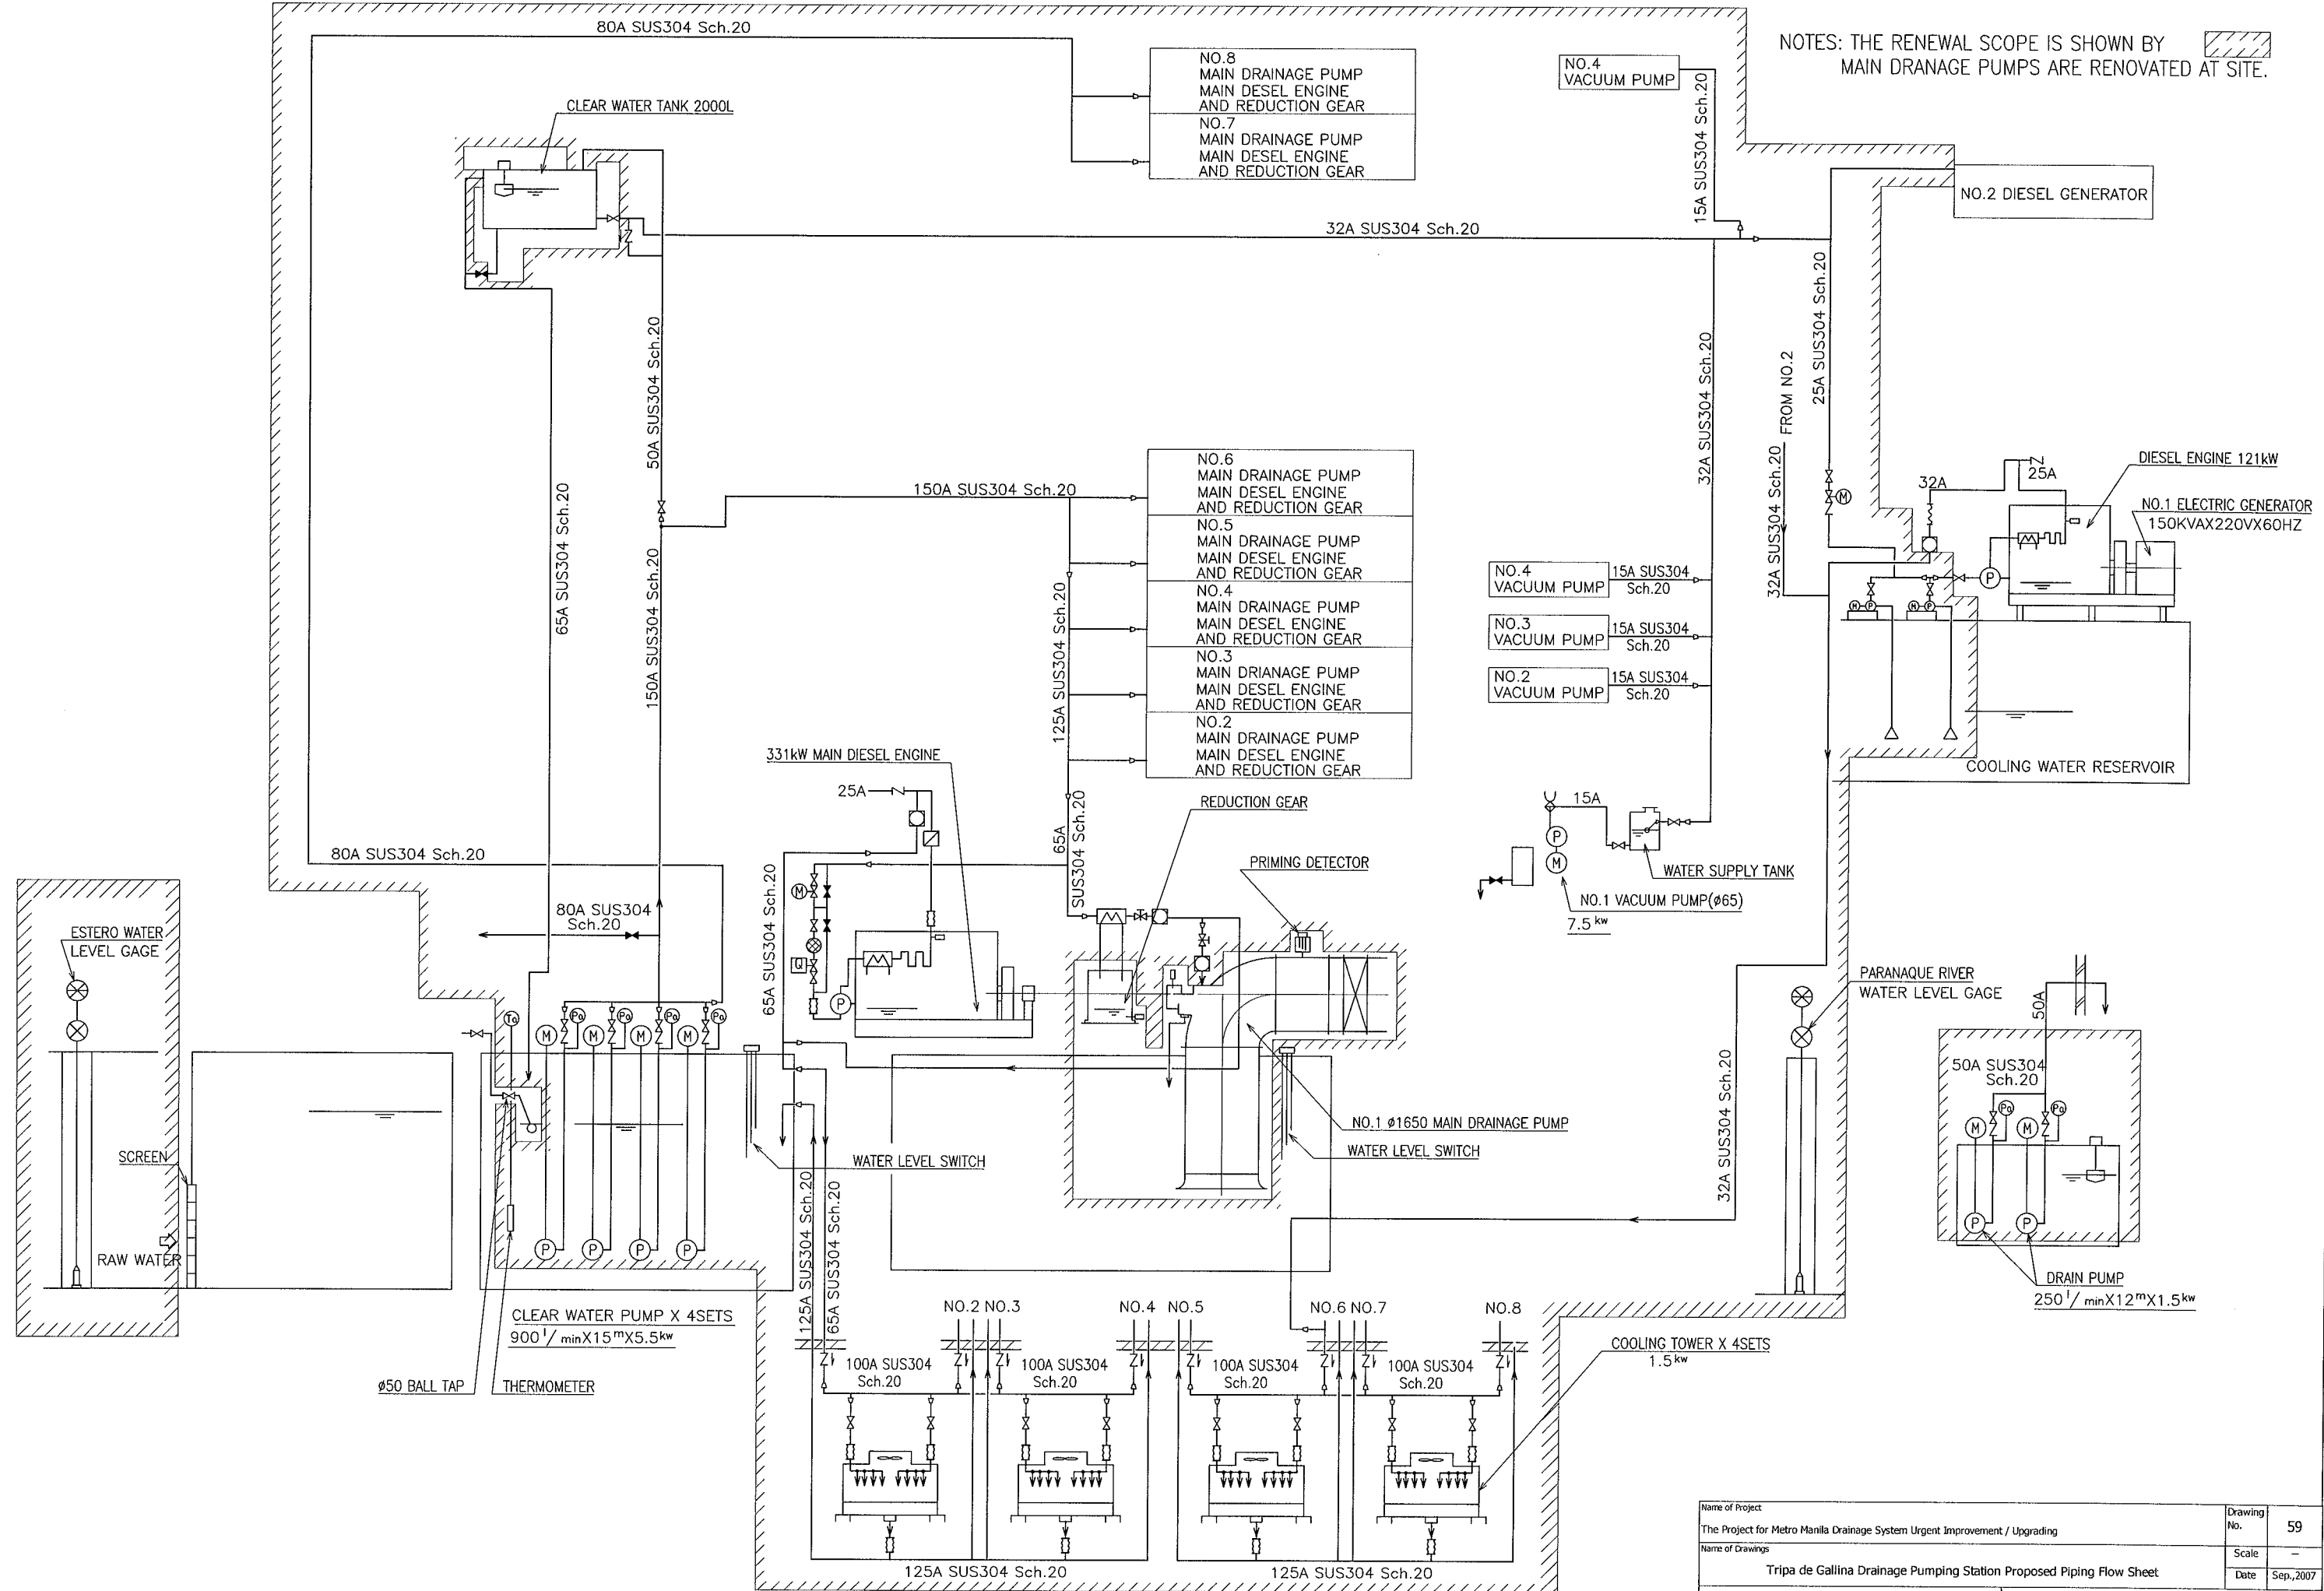 80A SUS304 Sch.20
NOTES: THE RENEWAL SCOPE IS SHOWN BY
MAIN DRANAGE PUMPS ARE RENOVATED AT SITE.
NO.8
MAIN DRAINAGE PUMP
MAIN DESEL ENGINE
AND REDUCTION GEAR
NO.7
MAIN DRAINAGE PUMP
MAIN DESEL ENGINE
AND REDUCTION GEAR
NO.4
VACUUM PUMP
15A SUS304 Sch.20
CLEAR WATER TANK 2000L
NO.2 DIESEL GENERATOR
32A SUS304 Sch.20
25A SUS304 Sch.20
50A SUS304 Sch.20
65A SUS304 Sch.20
150A SUS304 Sch.20
150A SUS304 Sch.20
32A SUS304 Sch.20
32A SUS304 Sch.20 FROM NO.2
NO.6
MAIN DRAINAGE PUMP
MAIN DESEL ENGINE
AND REDUCTION GEAR
NO.5
MAIN DRAINAGE PUMP
MAIN DESEL ENGINE
AND REDUCTION GEAR
NO.4
MAIN DRAINAGE PUMP
MAIN DESEL ENGINE
AND REDUCTION GEAR
NO.3
MAIN DRIANAGE PUMP
MAIN DESEL ENGINE
AND REDUCTION GEAR
NO.2
MAIN DRAINAGE PUMP
MAIN DESEL ENGINE
AND REDUCTION GEAR
125A SUS304 Sch.20
65A
SUS304 Sch.20
32A
25A
M
DIESEL ENGINE 121kW
NO.1 ELECTRIC GENERATOR
150KVAX220VX60HZ
P
M P
M P
COOLING WATER RESERVOIR
NO.4
VACUUM PUMP
15A SUS304
Sch.20
NO.3
VACUUM PUMP
15A SUS304
Sch.20
NO.2
VACUUM PUMP
15A SUS304
Sch.20
15A
P
M
WATER SUPPLY TANK
NO.1 VACUUM PUMP(ø65)
7.5kw
331kW MAIN DIESEL ENGINE
25A
REDUCTION GEAR
PRIMING DETECTOR
65A SUS304 Sch.20
M
Q
P
80A SUS304 Sch.20
80A SUS304
Sch.20
ESTERO WATER
LEVEL GAGE
SCREEN
RAW WATER
Ta
M
Pa
M
Pa
M
Pa
M
Pa
P
P
P
P
CLEAR WATER PUMP X 4SETS
900 l/minX15mX5.5kw
ø50 BALL TAP
THERMOMETER
WATER LEVEL SWITCH
NO.1 ø1650 MAIN DRAINAGE PUMP
WATER LEVEL SWITCH
32A SUS304 Sch.20
PARANAQUE RIVER
WATER LEVEL GAGE
50A
50A SUS304
Sch.20
M
Pa
M
Pa
P
P
DRAIN PUMP
250 l/minX12mX1.5kw
125A SUS304 Sch.20
65A SUS304 Sch.20
NO.2 NO.3
NO.4 NO.5
NO.6 NO.7
NO.8
100A SUS304
Sch.20
100A SUS304
Sch.20
100A SUS304
Sch.20
100A SUS304
Sch.20
COOLING TOWER X 4SETS
1.5kw
125A SUS304 Sch.20
125A SUS304 Sch.20
Name of Project
The Project for Metro Manila Drainage System Urgent Improvement / Upgrading
Drawing No.
59
Name of Drawings
Tripa de Gallina Drainage Pumping Station Proposed Piping Flow Sheet
Scale
—
Date
Sep.,2007